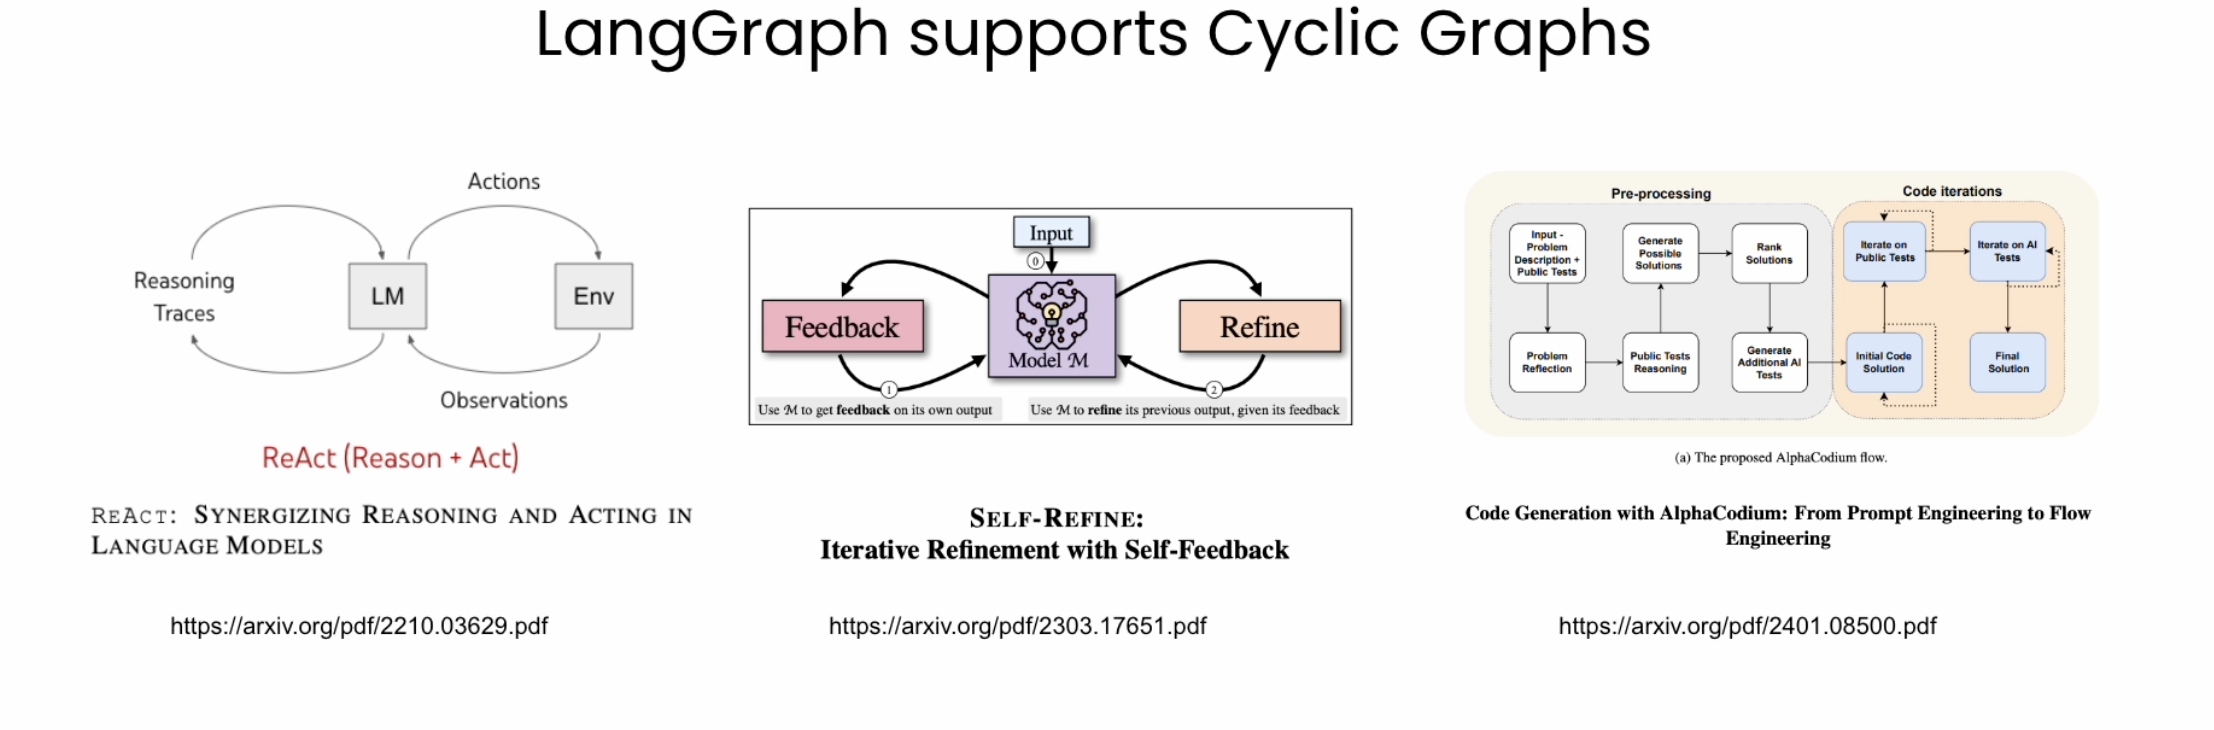 LangGraph supports Cyclic Graphs
Actions
Reasoning
Traces
LM
Env
Observations
ReAct (Reason + Act)
REACT: SYNERGIZING REASONING AND ACTING IN
LANGUAGE MODELS
https://arxiv.org/pdf/2210.03629.pdf
Input
0
Feedback
Model M
Refine
1
2
Use M to get feedback on its own output
Use M to refine its previous output, given its feedback
SELF-REFINE:
Iterative Refinement with Self-Feedback
https://arxiv.org/pdf/2303.17651.pdf
Pre-processing
Code iterations
Input -
Problem
Description +
Public Tests
Generate
Possible
Solutions
Rank
Solutions
Iterate on
Public Tests
Iterate on AI
Tests
Problem
Reflection
Public Tests
Reasoning
Generate
Additional AI
Tests
Initial Code
Solution
Final
Solution
(a) The proposed AlphaCodium flow.
Code Generation with AlphaCodium: From Prompt Engineering to Flow
Engineering
https://arxiv.org/pdf/2401.08500.pdf